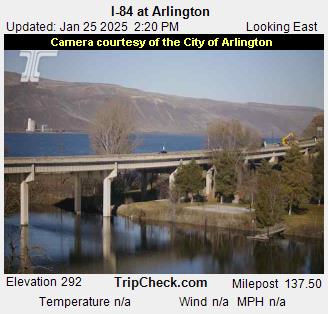 I-84 at Arlington
Updated: Jan 25 2025 2:20 PM Looking East
Camera courtesy of the City of Arlington
Elevation 292 TripCheck.com Milepost 137.50
Temperature n/a Wind n/a MPH n/a